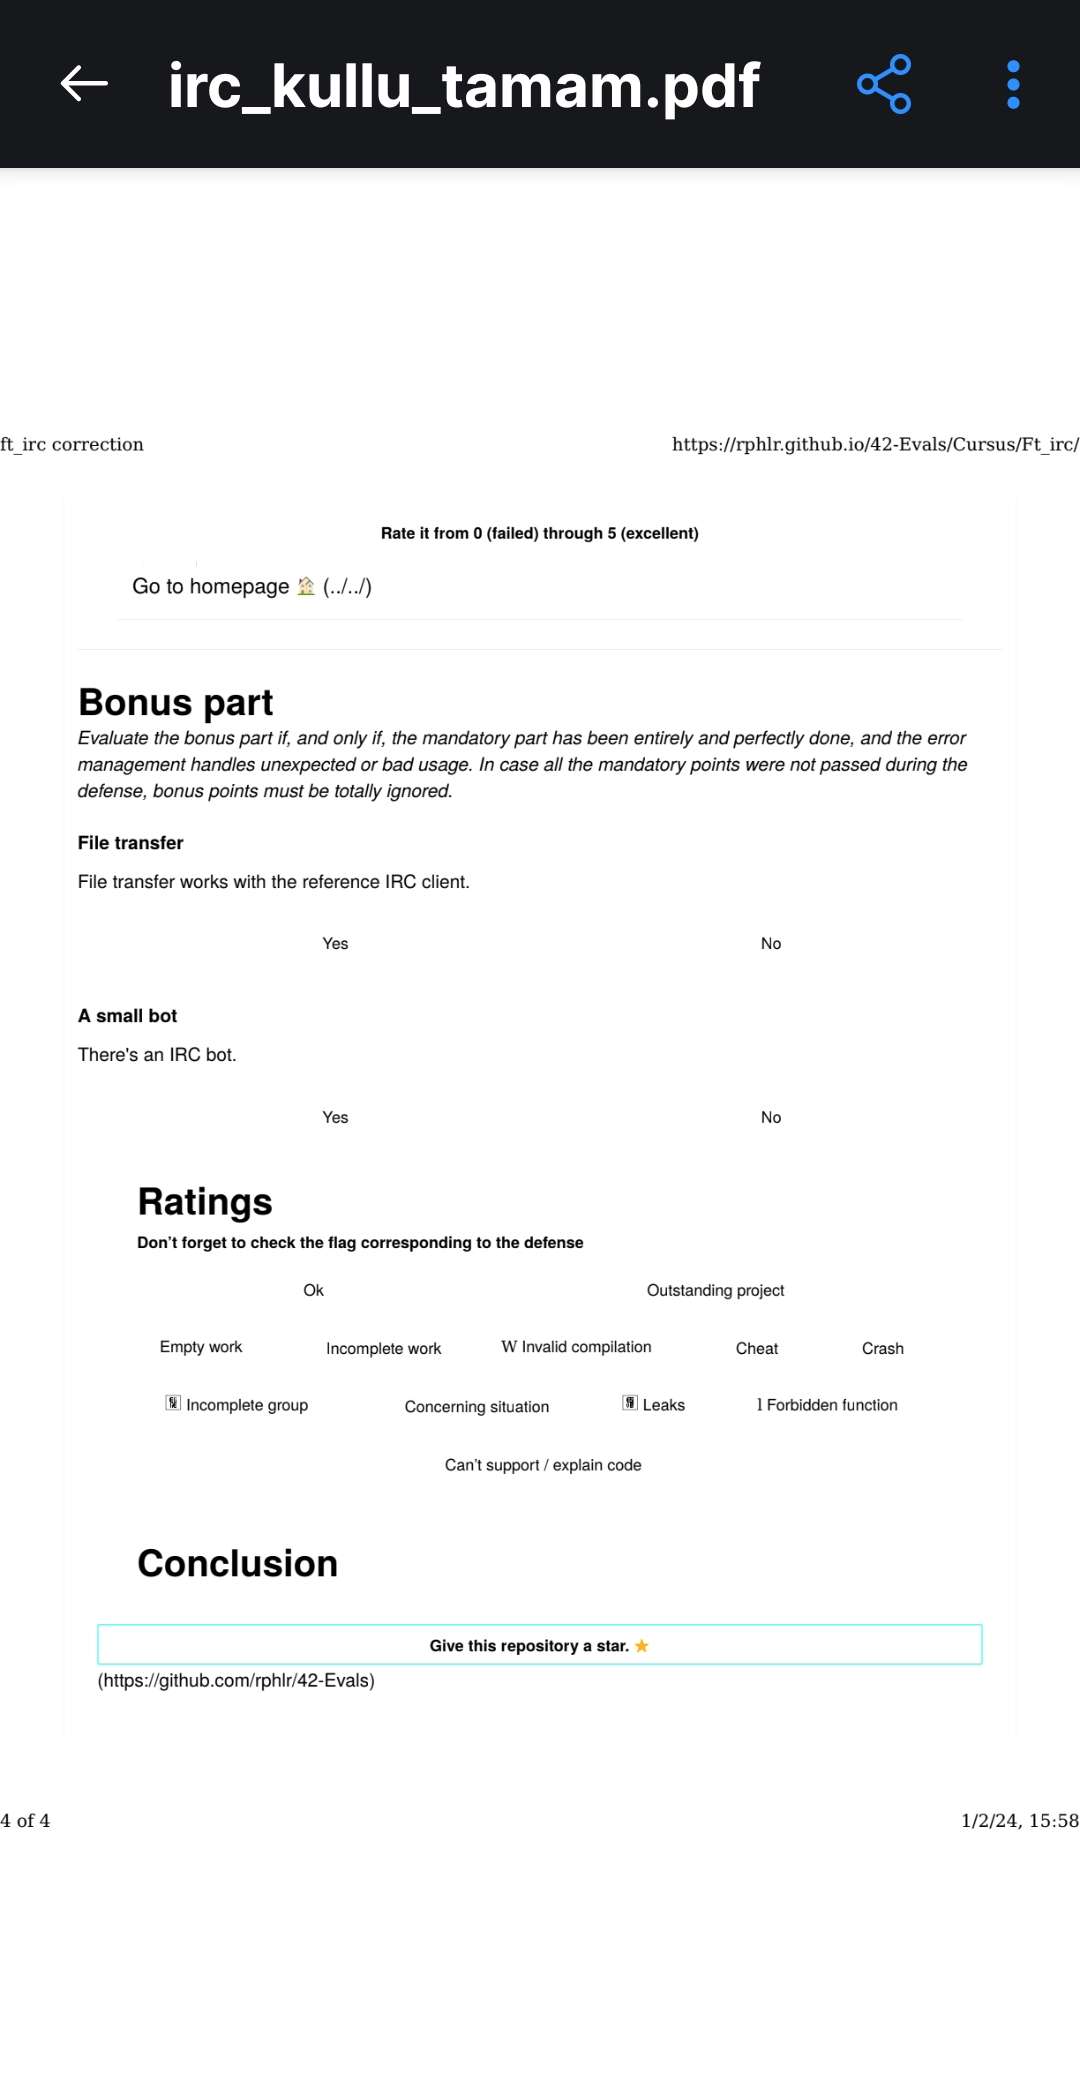 irc_kullu_tamam.pdf
ft_irc correction
https://rphlr.github.io/42-Evals/Cursus/Ft_irc/
Rate it from 0 (failed) through 5 (excellent)
Go to homepage 🏠 (../../)
Bonus part
Evaluate the bonus part if, and only if, the mandatory part has been entirely and perfectly done, and the error
management handles unexpected or bad usage. In case all the mandatory points were not passed during the
defense, bonus points must be totally ignored.
File transfer
File transfer works with the reference IRC client.
Yes No
A small bot
There's an IRC bot.
Yes No
Ratings
Don't forget to check the flag corresponding to the defense
Ok Outstanding project
Empty work Incomplete work W Invalid compilation Cheat Crash
Incomplete group Concerning situation Leaks l Forbidden function
Can't support / explain code
Conclusion
Give this repository a star. ⭐
(https://github.com/rphlr/42-Evals)
4 of 4
1/2/24, 15:58